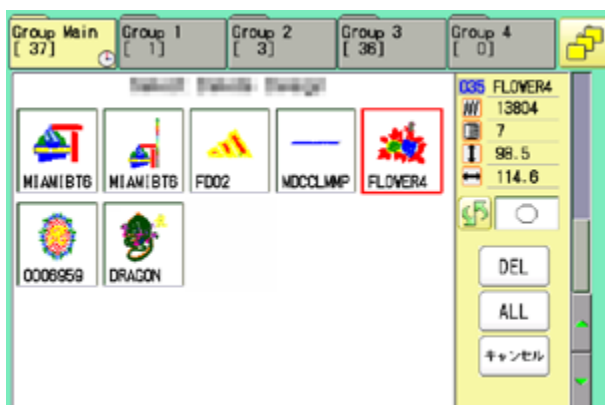 Group Main
[ 37]
Group 1
[ 1]
Group 2
[ 3]
Group 3
[ 36]
Group 4
[ 0]
035 FLOWER4
13804
7
98.5
114.6
MIAMIBT6
MIAMIBT6
FD02
MDCCLMMP
FLOWER4
0006959
DRAGON
DEL
ALL
キャンセル